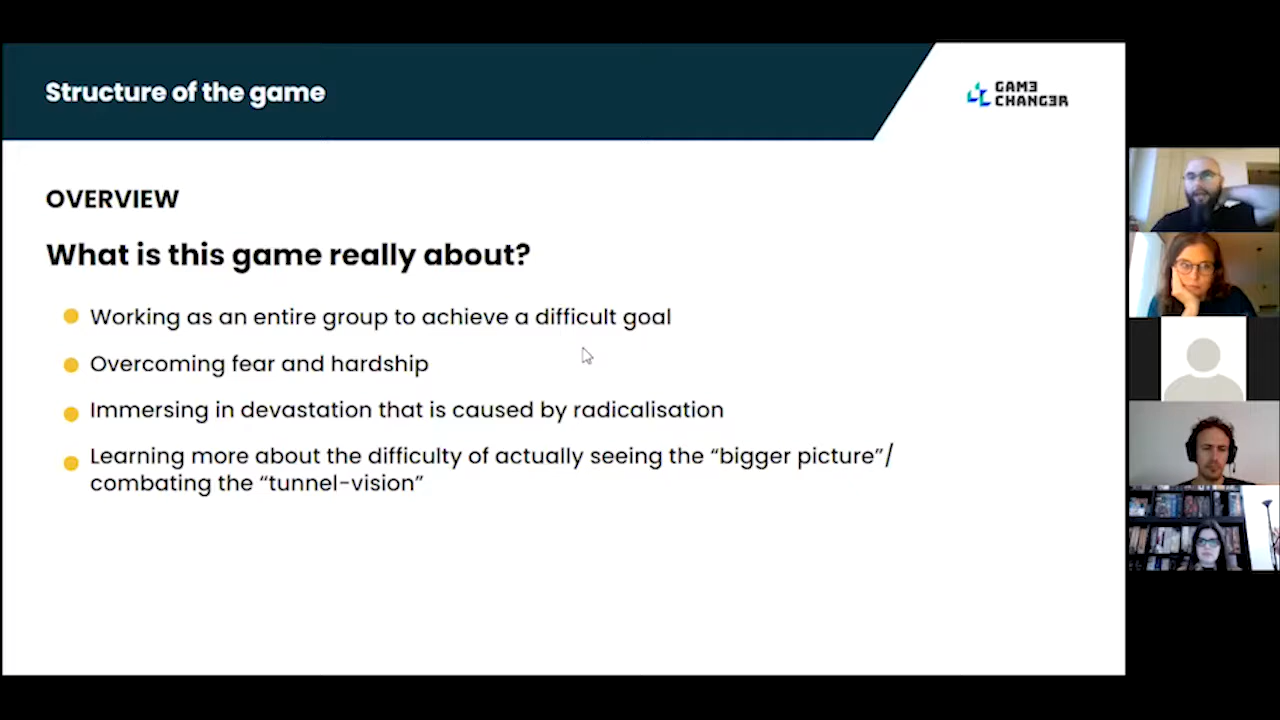 Structure of the game
GAMƎ
CHANGƎR
OVERVIEW
What is this game really about?
Working as an entire group to achieve a difficult goal
Overcoming fear and hardship
Immersing in devastation that is caused by radicalisation
Learning more about the difficulty of actually seeing the “bigger picture”/
combating the “tunnel-vision”